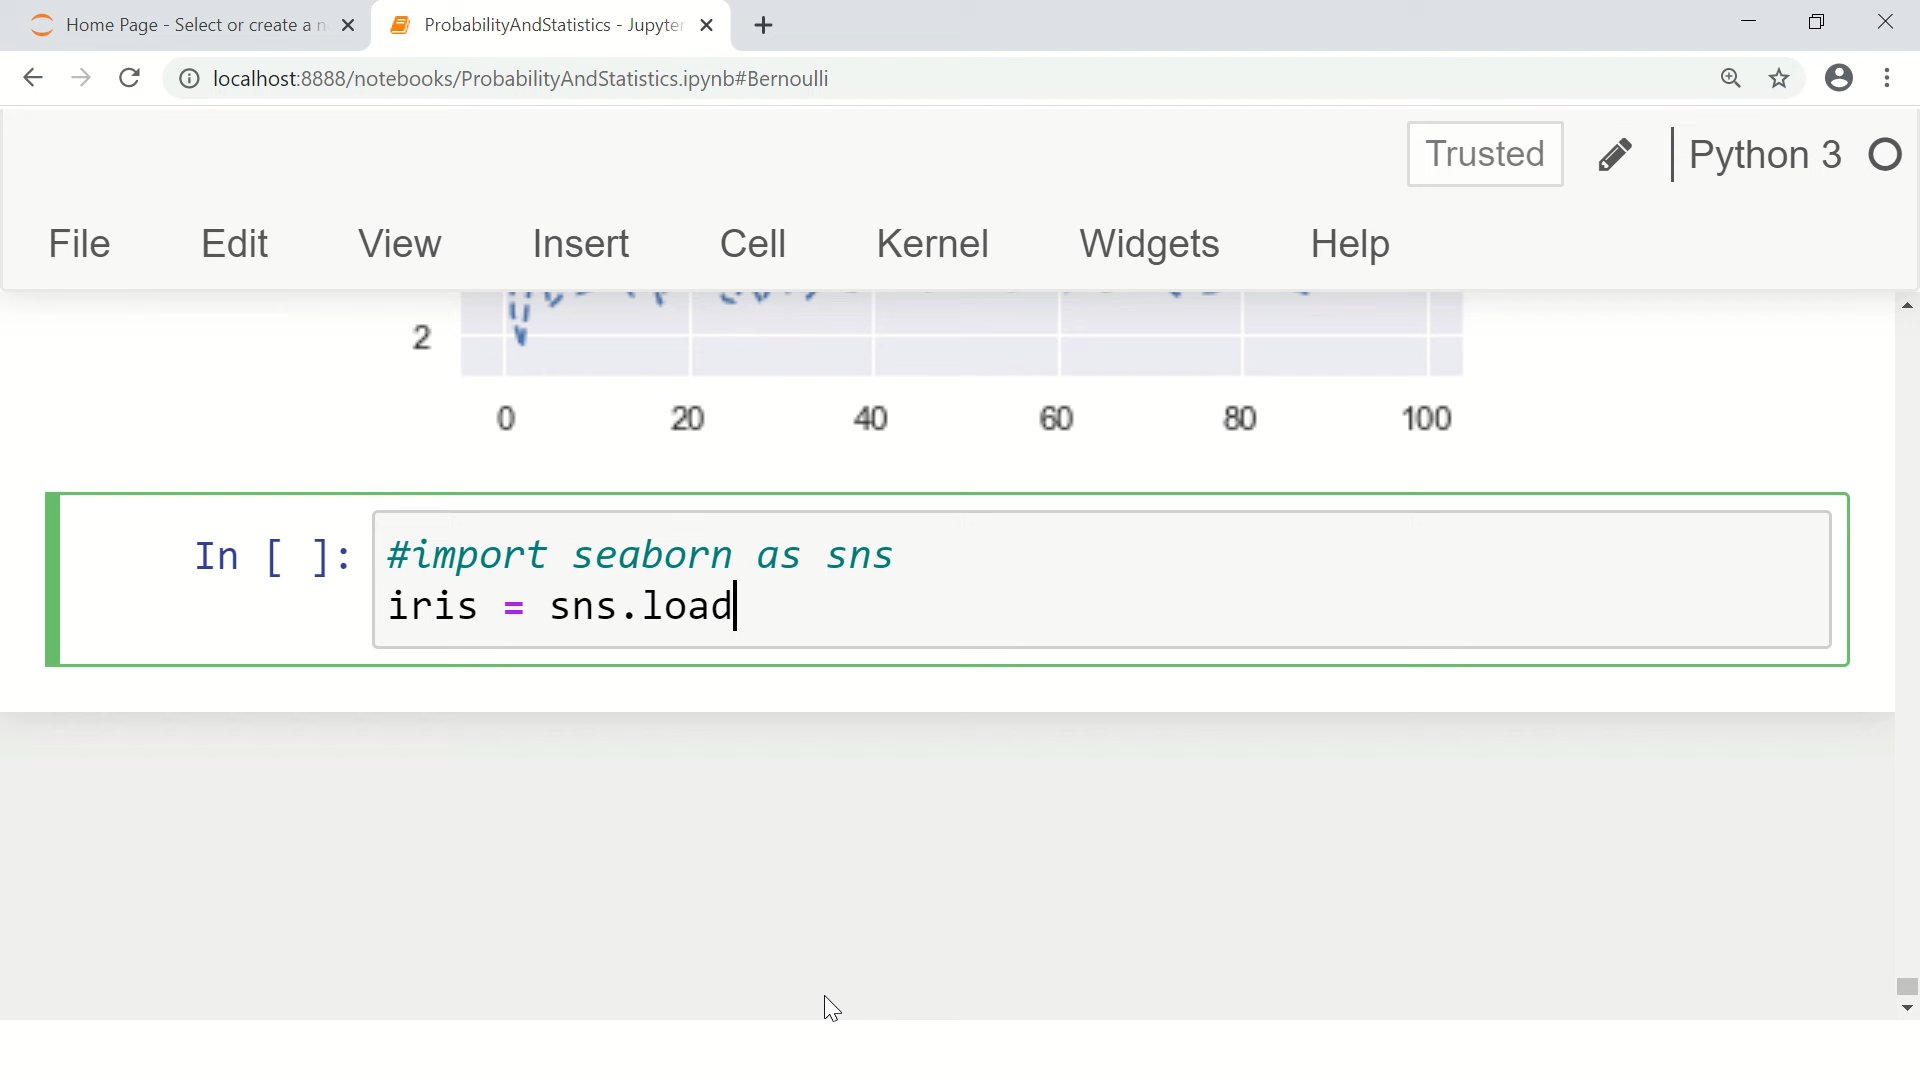 Home Page - Select or create a n
ProbabilityAndStatistics - Jupyter
localhost:8888/notebooks/ProbabilityAndStatistics.ipynb#Bernoulli
Trusted
Python 3
File Edit View Insert Cell Kernel Widgets Help
2
0 20 40 60 80 100
In [ ]: #import seaborn as sns
iris = sns.load